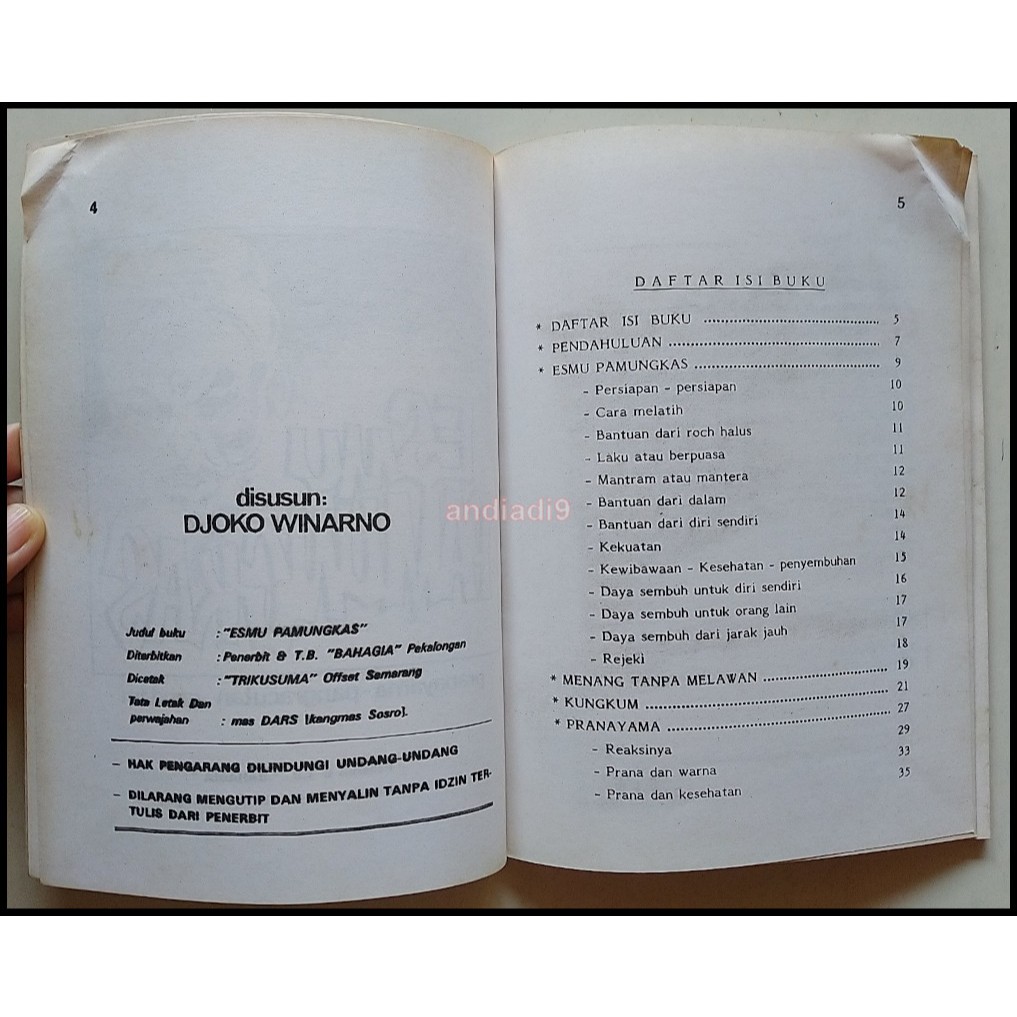 4
disusun:
DJOKO WINARNO
Judul buku : "ESMU PAMUNGKAS"
Diterbitkan : Penerbit & T.B. "BAHAGIA" Pekalongan
Dicetak : "TRIKUSUMA" Offset Semarang
Tata Letak Dan
perwajahan : mas DARS [kangmas Sosro].
- HAK PENGARANG DILINDUNGI UNDANG-UNDANG
- DILARANG MENGUTIP DAN MENYALIN TANPA IDZIN TER-
TULIS DARI PENERBIT
andiadi9
5
DAFTAR ISI BUKU
* DAFTAR ISI BUKU ........................................ 5
* PENDAHULUAN ........................................ 7
* ESMU PAMUNGKAS ........................................ 9
- Persiapan - persiapan 10
- Cara melatih 10
- Bantuan dari roch halus 11
- Laku atau berpuasa 11
- Mantram atau mantera 12
- Bantuan dari dalam 12
- Bantuan dari diri sendiri 14
- Kekuatan 14
- Kewibawaan - Kesehatan - penyembuhan 15
- Daya sembuh untuk diri sendiri 16
- Daya sembuh untuk orang lain 17
- Daya sembuh dari jarak jauh 17
- Rejeki 18
* MENANG TANPA MELAWAN ........................................ 19
* KUNGKUM ........................................ 21
* PRANAYAMA ........................................ 27
- Reaksinya 29
- Prana dan warna 33
- Prana dan kesehatan 35